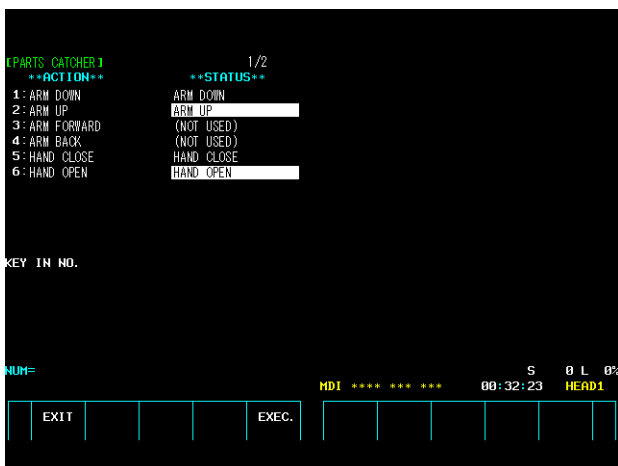 [PARTS CATCHER] 1/2
**ACTION** **STATUS**
1:ARM DOWN ARM DOWN
2:ARM UP ARM UP
3:ARM FORWARD (NOT USED)
4:ARM BACK (NOT USED)
5:HAND CLOSE HAND CLOSE
6:HAND OPEN HAND OPEN
KEY IN NO.
NUM=
S 0 L 0%
MDI **** *** *** 00:32:23 HEAD1
EXIT EXEC.